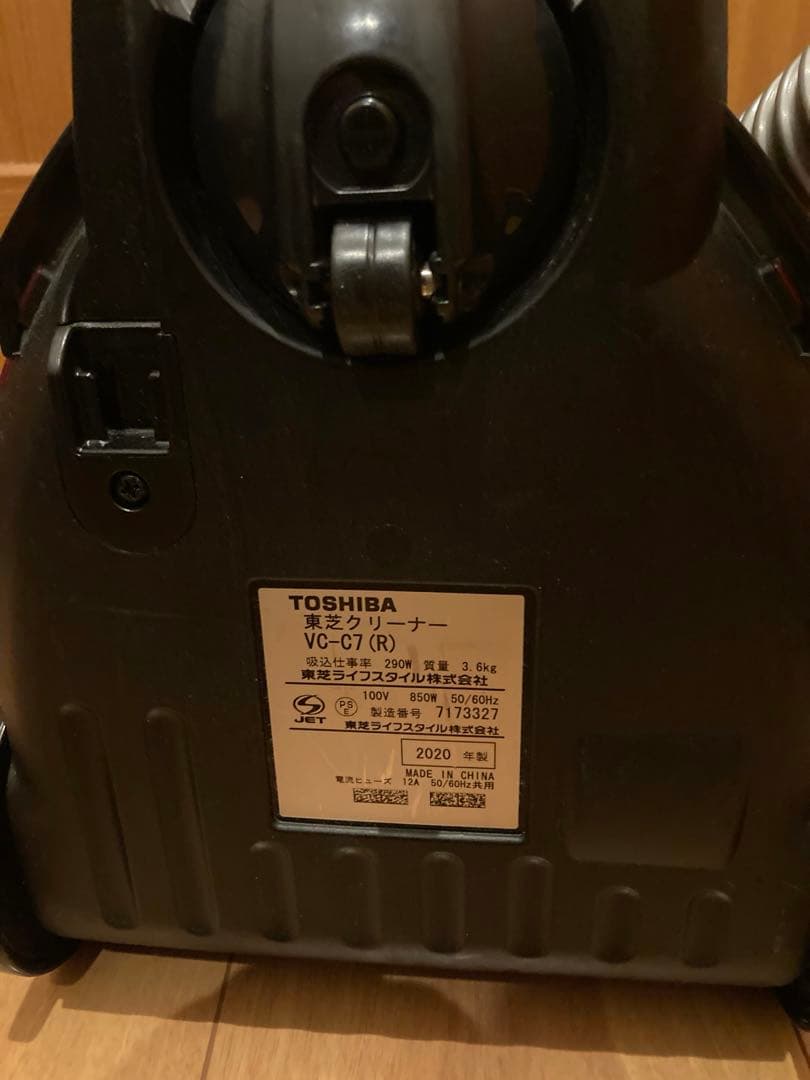 TOSHIBA
東芝クリーナー
VC-C7(R)
吸込仕事率 290W 質量 3.6kg
東芝ライフスタイル株式会社
100V 850W 50/60Hz
JET PSE 製造番号 7173327
東芝ライフスタイル株式会社
2020 年製
MADE IN CHINA
電流ヒューズ 12A 50/60Hz共用